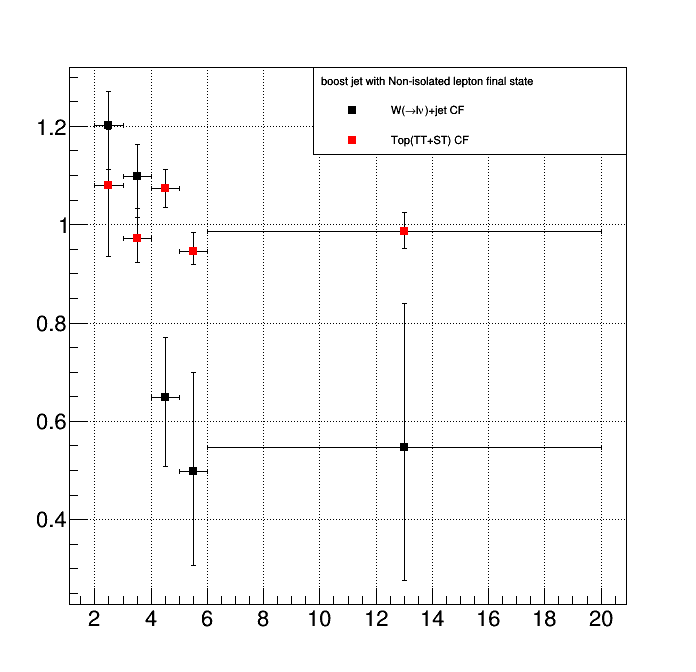 boost jet with Non-isolated lepton final state
W(→lν)+jet CF
Top(TT+ST) CF
1.2
1
0.8
0.6
0.4
2 4 6 8 10 12 14 16 18 20